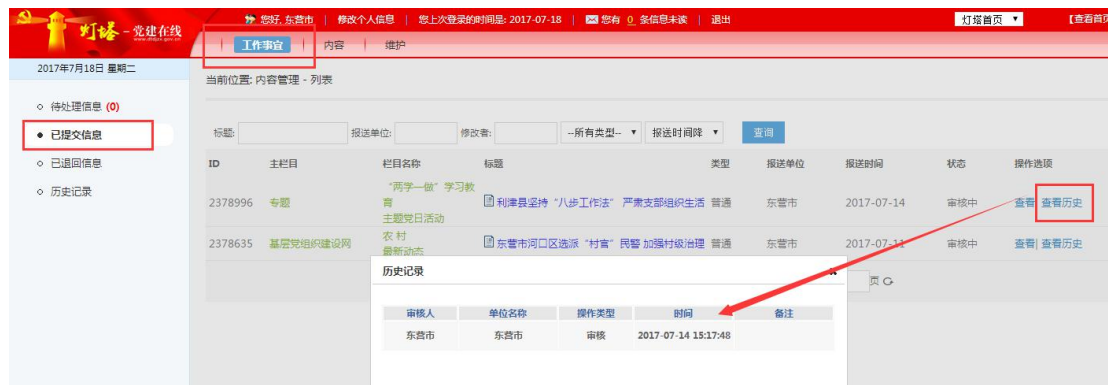 灯塔-党建在线
www.dtdjzx.gov.cn
您好, 东营市 | 修改个人信息 | 您上次登录的时间是: 2017-07-18 | 您有 0 条信息未读 | 退出
灯塔首页 ▼
【查看首页
工作事宜 | 内容 | 维护
2017年7月18日 星期二
当前位置: 内容管理 - 列表
待处理信息 (0)
已提交信息
已退回信息
历史记录
标题: 报送单位: 修改者: --所有类型-- ▼ 报送时间降 ▼ 查询
ID 主栏目 栏目名称 标题 类型 报送单位 报送时间 状态 操作选项
2378996 专题 “两学一做”学习教育 主题党日活动 利津县坚持“八步工作法” 严肃支部组织生活 普通 东营市 2017-07-14 审核中 查看| 查看历史
2378635 基层党组织建设网 农村 最新动态 东营市河口区选派“村官”民警 加强村级治理 普通 东营市 2017-07-11 审核中 查看| 查看历史
页
历史记录
审核人 单位名称 操作类型 时间 备注
东营市 东营市 审核 2017-07-14 15:17:48